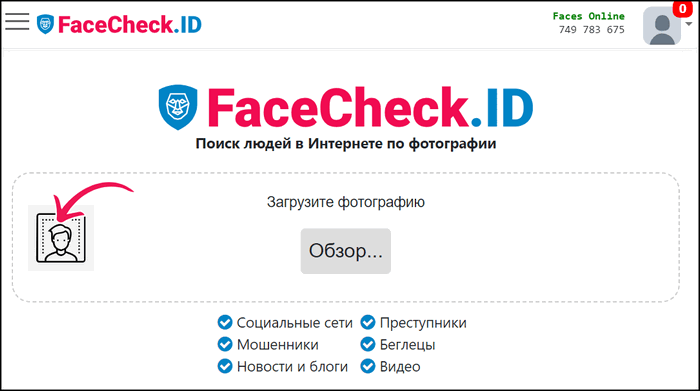 FaceCheck.ID
Faces Online
749 783 675
0
FaceCheck.ID
Поиск людей в Интернете по фотографии
Загрузите фотографию
Обзор...
Социальные сети
Преступники
Мошенники
Беглецы
Новости и блоги
Видео